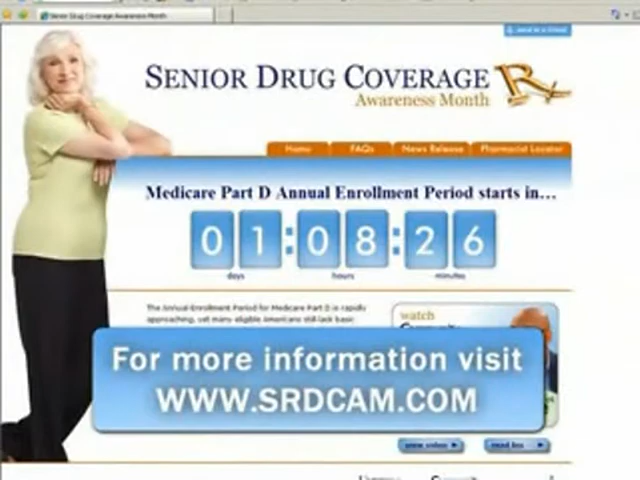 Senior Drug Coverage Awareness Month
SENIOR DRUG COVERAGE Rx
Awareness Month
Home FAQs News Release Pharmacist Locator
Medicare Part D Annual Enrollment Period starts in...
01:08:26
days hours minutes
The Annual Enrollment Period for Medicare Part D is rapidly
approaching, yet many eligible Americans still lack basic
watch
For more information visit
WWW.SRDCAM.COM